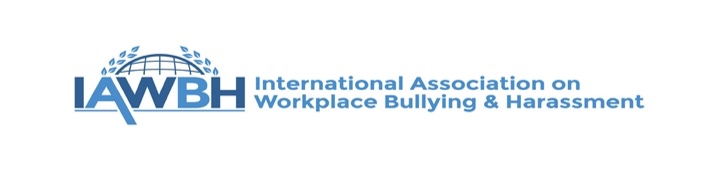 IAWBH
International Association on
Workplace Bullying & Harassment